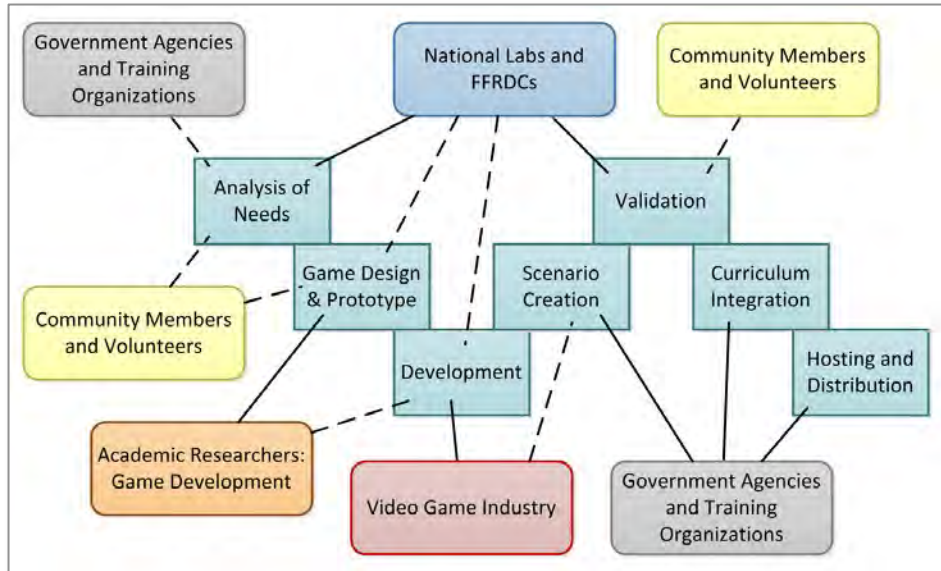 Government Agencies
and Training
Organizations
National Labs and
FFRDCs
Community Members
and Volunteers
Analysis of
Needs
Validation
Game Design
& Prototype
Scenario
Creation
Curriculum
Integration
Community Members
and Volunteers
Development
Hosting and
Distribution
Academic Researchers:
Game Development
Video Game Industry
Government Agencies
and Training
Organizations